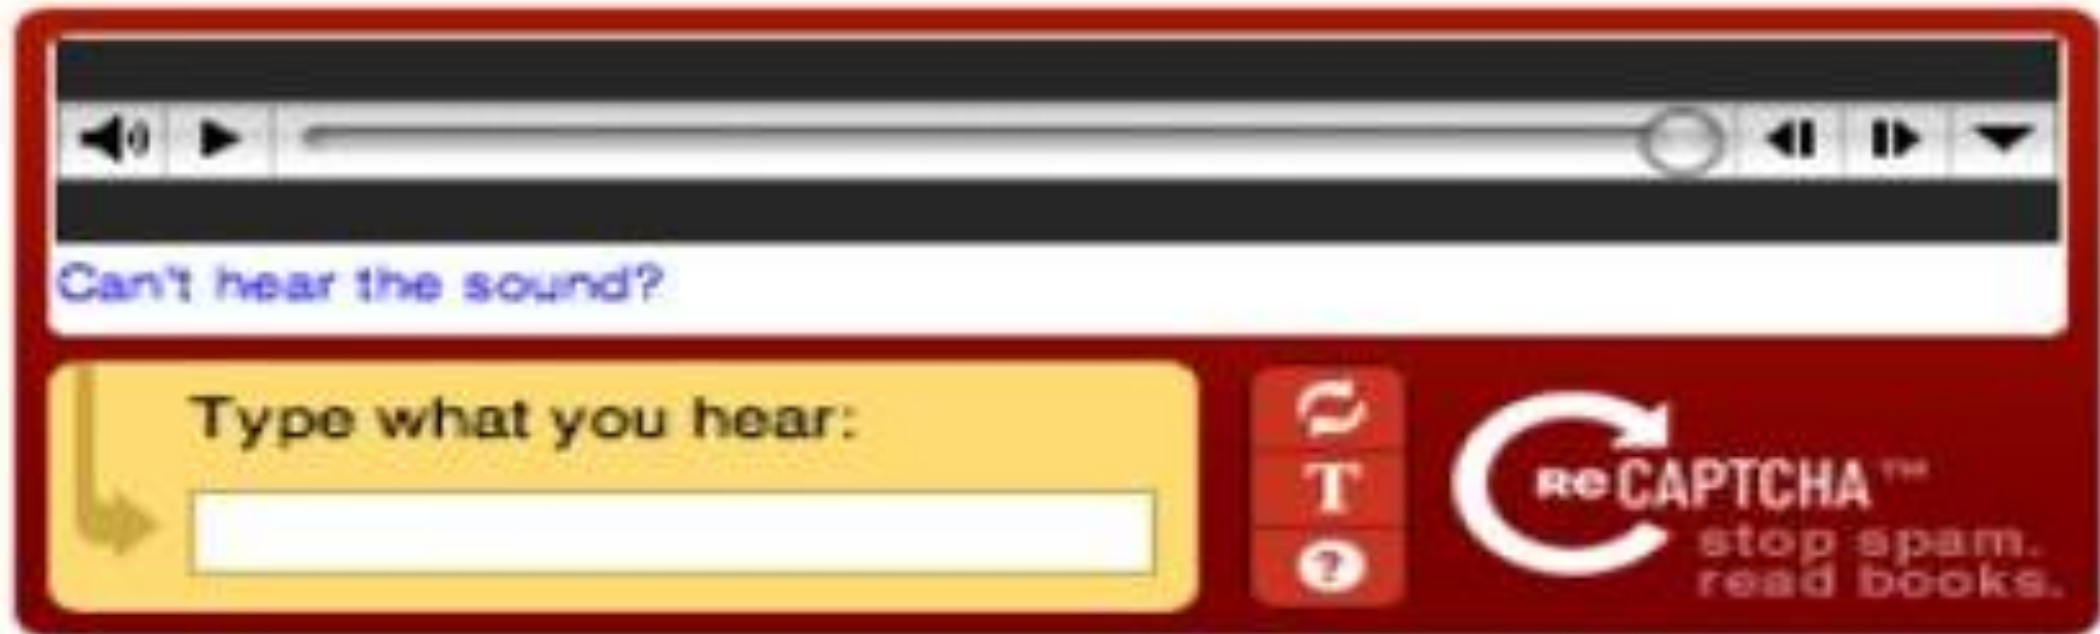 Can't hear the sound?
Type what you hear:
T
?
reCAPTCHA™
stop spam.
read books.